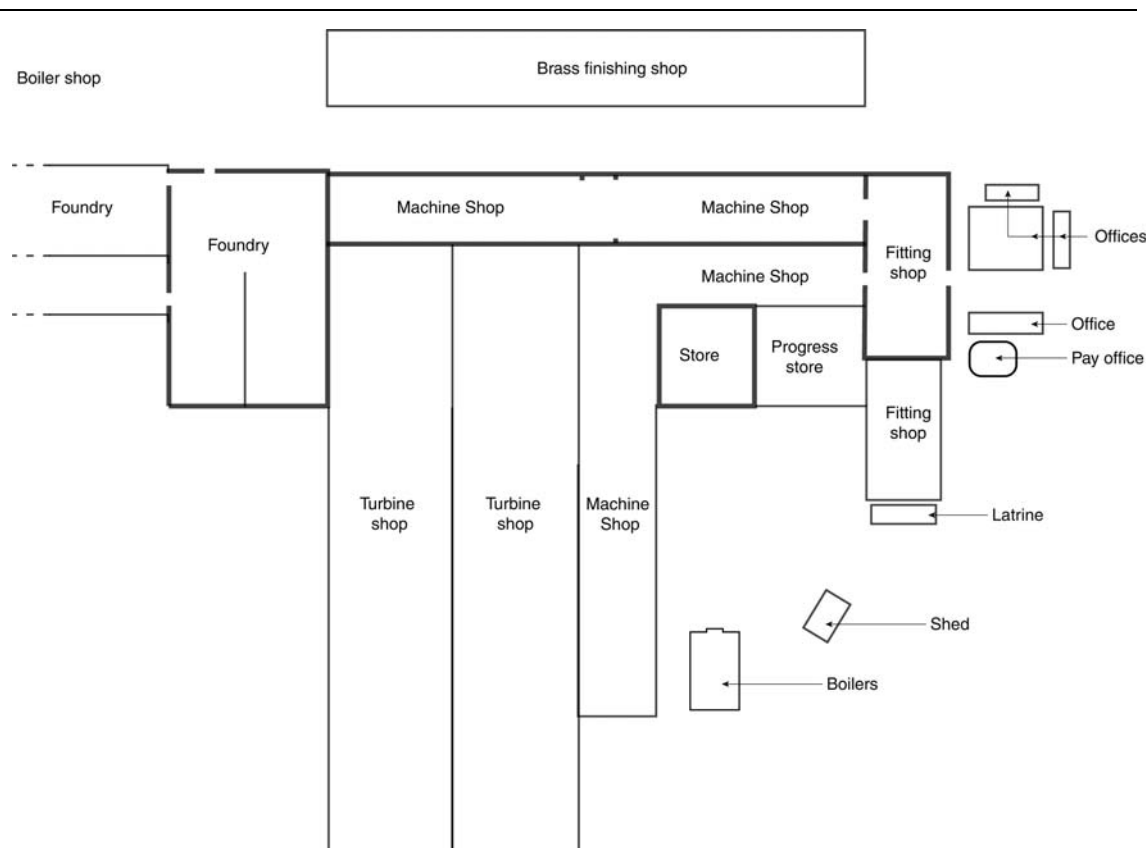 Brass finishing shop
Boiler shop
Foundry
Machine Shop
Machine Shop
Foundry
Offices
Fitting
shop
Machine Shop
Office
Store
Progress
store
Pay office
Fitting
shop
Turbine
shop
Turbine
shop
Machine
Shop
Latrine
Shed
Boilers